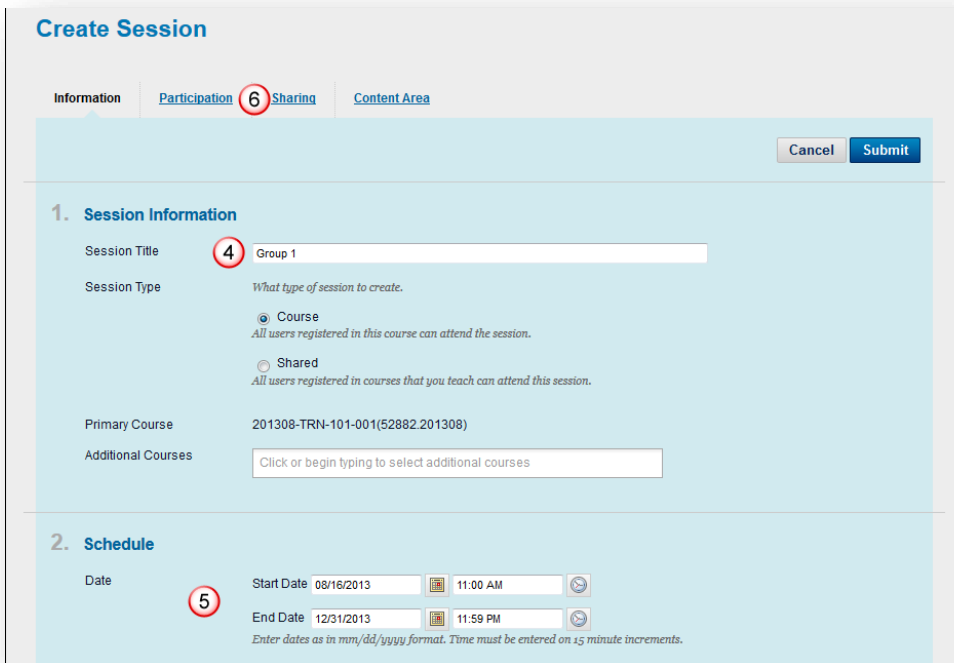 Create Session
Information Participation 6 Sharing Content Area
Cancel Submit
1. Session Information
Session Title 4 Group 1
Session Type What type of session to create.
Course
All users registered in this course can attend the session.
Shared
All users registered in courses that you teach can attend this session.
Primary Course 201308-TRN-101-001(52882.201308)
Additional Courses Click or begin typing to select additional courses
2. Schedule
Date Start Date 08/16/2013 11:00 AM
5
End Date 12/31/2013 11:59 PM
Enter dates as in mm/dd/yyyy format. Time must be entered on 15 minute increments.